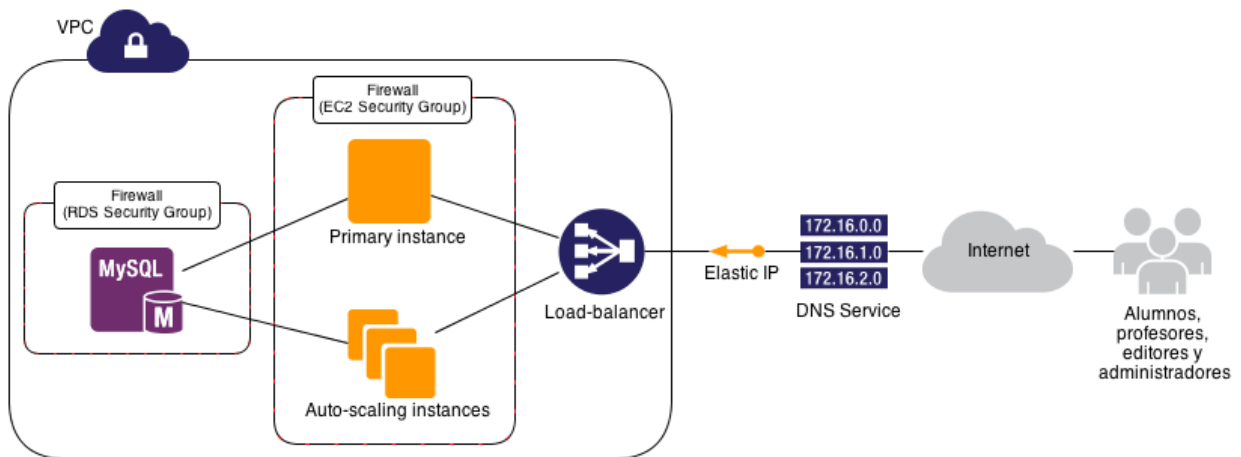 VPC
Firewall
(EC2 Security Group)
Primary instance
Auto-scaling instances
Firewall
(RDS Security Group)
MySQL
M
Load-balancer
Elastic IP
172.16.0.0
172.16.1.0
172.16.2.0
DNS Service
Internet
Alumnos,
profesores,
editores y
administradores